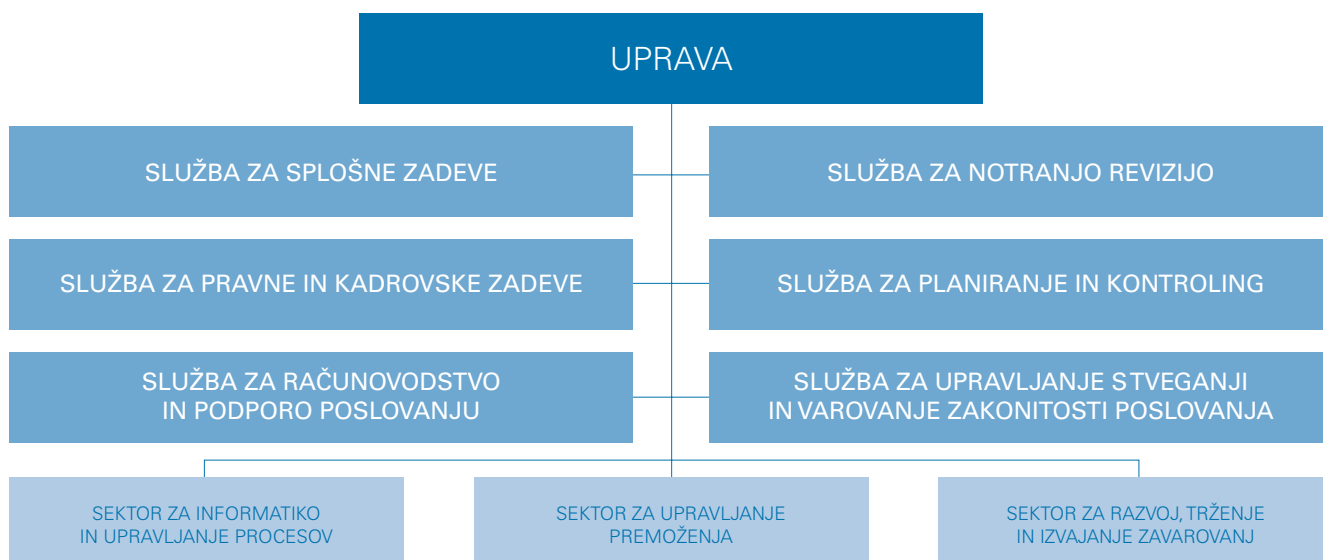 UPRAVA
SLUŽBA ZA SPLOŠNE ZADEVE
SLUŽBA ZA NOTRANJO REVIZIJO
SLUŽBA ZA PRAVNE IN KADROVSKE ZADEVE
SLUŽBA ZA PLANIRANJE IN KONTROLING
SLUŽBA ZA RAČUNOVODSTVO
IN PODPORO POSLOVANJU
SLUŽBA ZA UPRAVLJANJE S TVEGANJI
IN VAROVANJE ZAKONITOSTI POSLOVANJA
SEKTOR ZA INFORMATIKO
IN UPRAVLJANJE PROCESOV
SEKTOR ZA UPRAVLJANJE
PREMOŽENJA
SEKTOR ZA RAZVOJ, TRŽENJE
IN IZVAJANJE ZAVAROVANJ